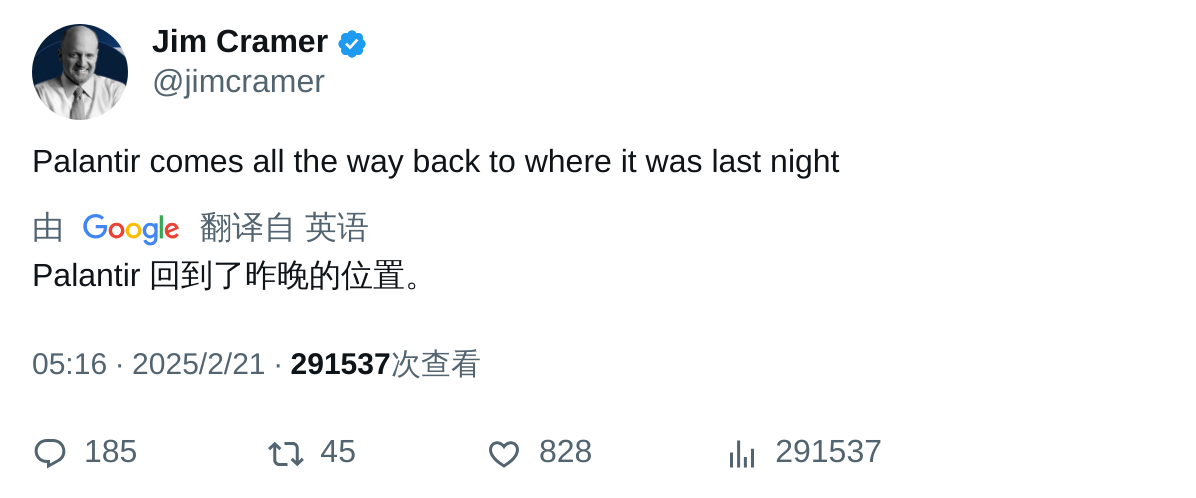 Jim Cramer
@jimcramer
Palantir comes all the way back to where it was last night
由 Google 翻译自 英语
Palantir 回到了昨晚的位置。
05:16 · 2025/2/21 · 291537次查看
185 45 828 291537